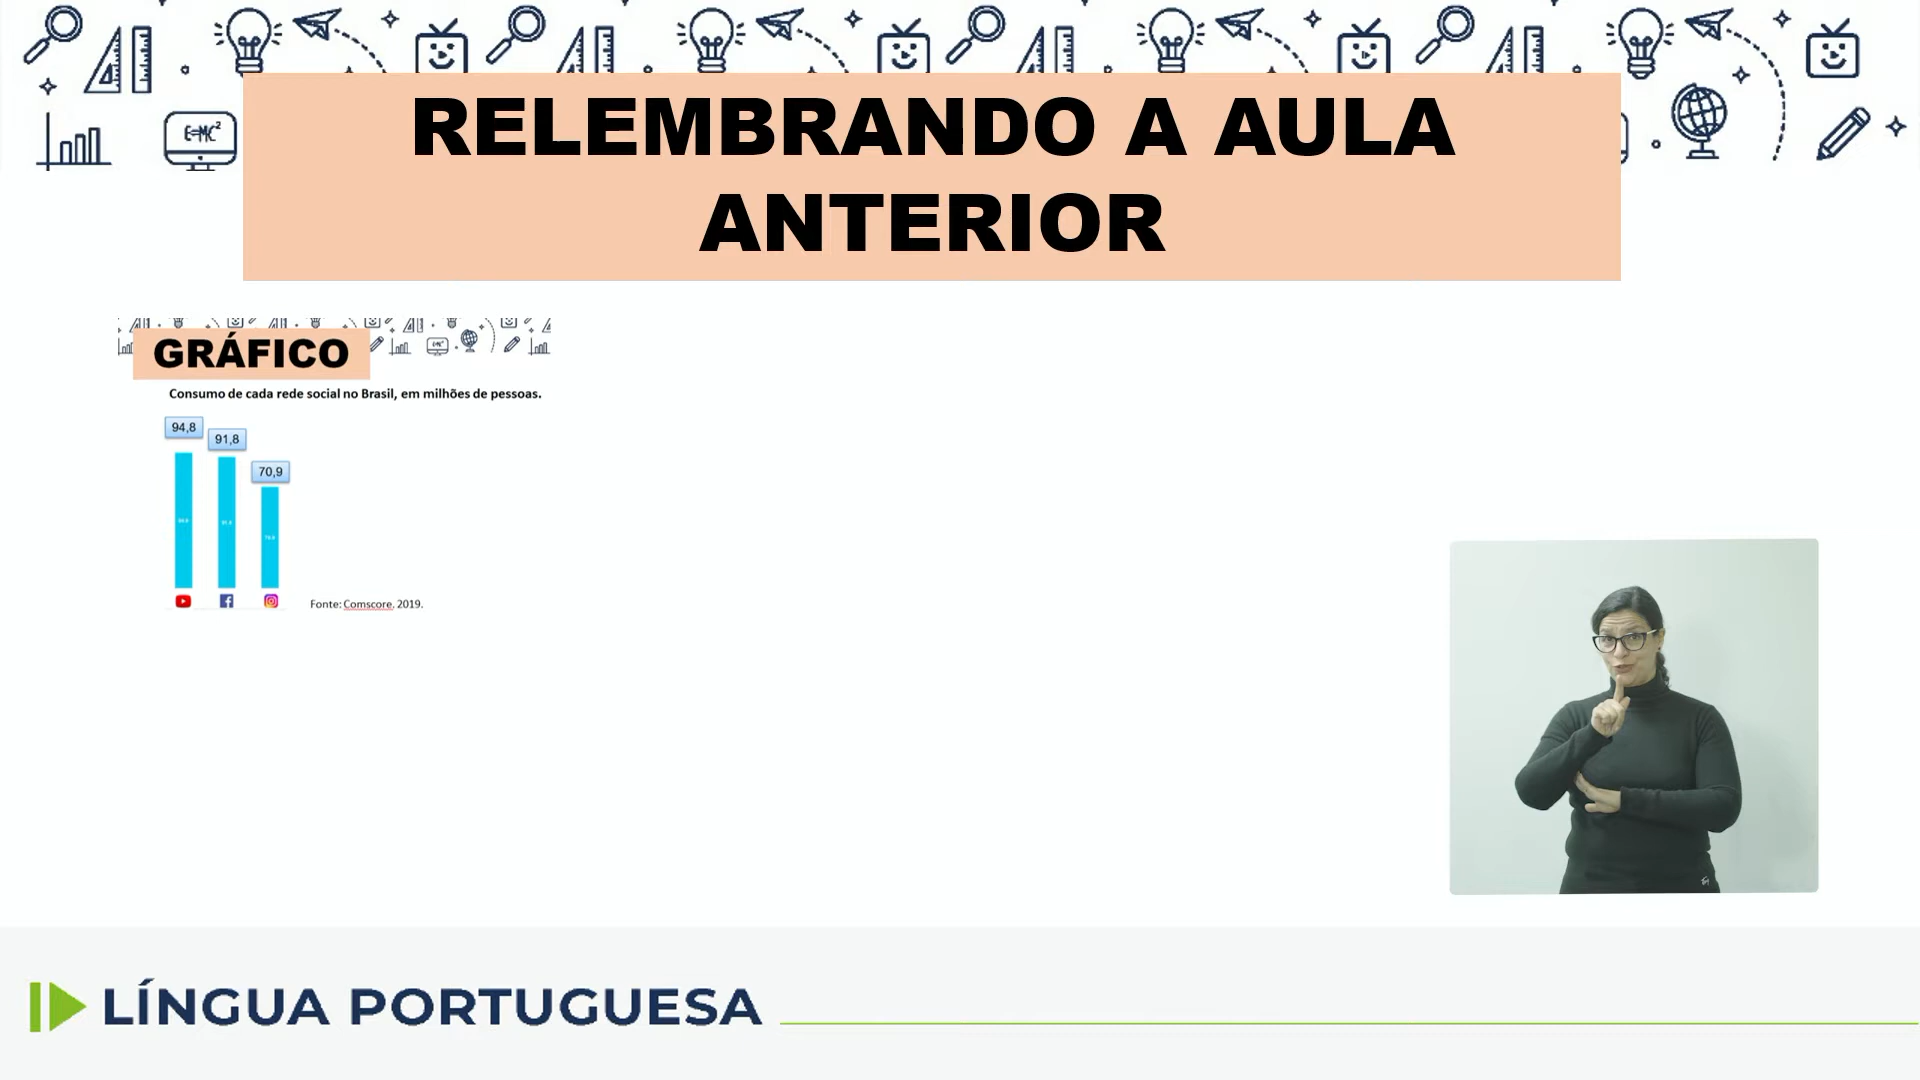 E=MC²
RELEMBRANDO A AULA
ANTERIOR
GRÁFICO
Consumo de cada rede social no Brasil, em milhões de pessoas.
94,8
91,8
70,9
Fonte: Comscore. 2019.
LÍNGUA PORTUGUESA